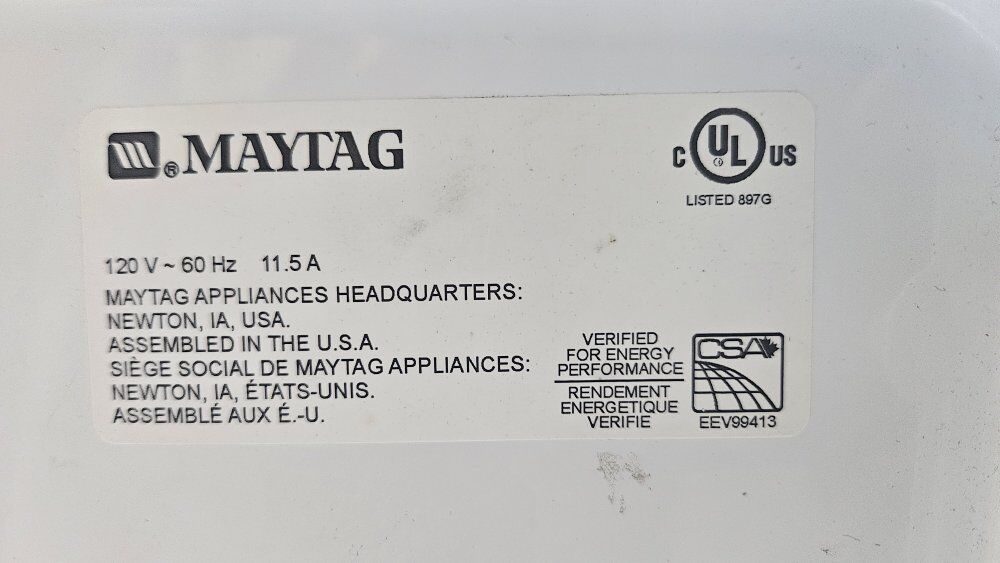 ® MAYTAG
C UL US
LISTED 897G
120 V ~ 60 Hz 11.5 A
MAYTAG APPLIANCES HEADQUARTERS:
NEWTON, IA, USA.
ASSEMBLED IN THE U.S.A.
SIÈGE SOCIAL DE MAYTAG APPLIANCES:
NEWTON, IA, ÉTATS-UNIS.
ASSEMBLÉ AUX É.-U.
VERIFIED
FOR ENERGY
PERFORMANCE
RENDEMENT
ENERGETIQUE
VERIFIE
CSA
EEV99413